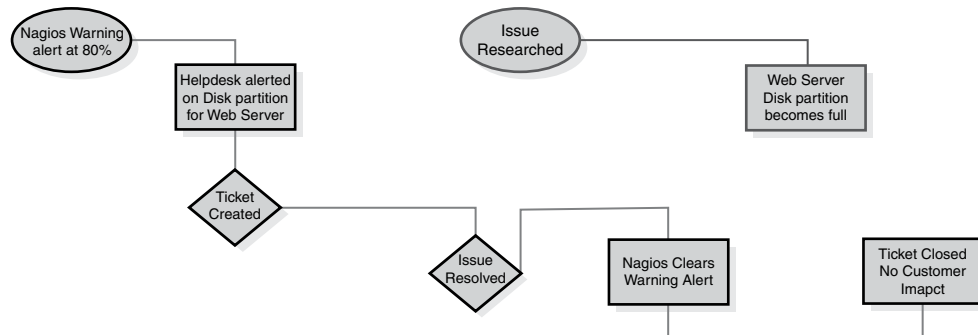 Nagios Warning
alert at 80%
Issue
Researched
Helpdesk alerted
on Disk partition
for Web Server
Web Server
Disk partition
becomes full
Ticket
Created
Issue
Resolved
Nagios Clears
Warning Alert
Ticket Closed
No Customer
Imapct